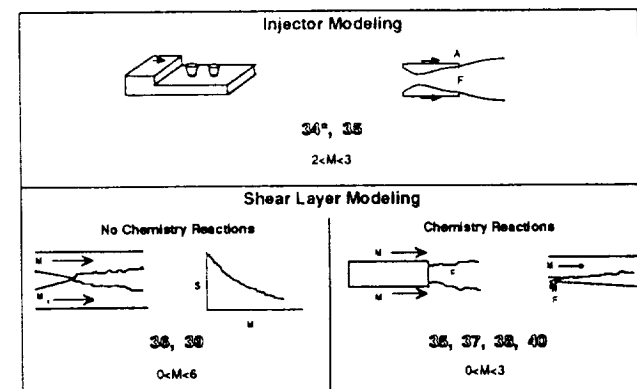 Injector Modeling
A
F
34*, 35
2<M<3
Shear Layer Modeling
No Chemistry Reactions
M
M
S
M
36, 39
0<M<6
Chemistry Reactions
M
F
M
M
F
35, 37, 38, 40
0<M<3